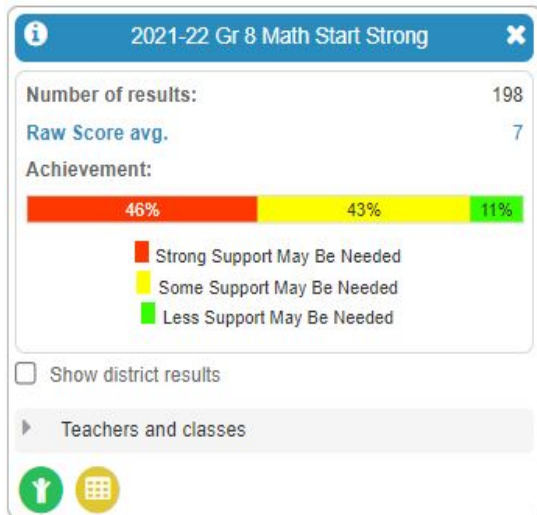 2021-22 Gr 8 Math Start Strong
Number of results: 198
Raw Score avg. 7
Achievement:
46% 43% 11%
Strong Support May Be Needed
Some Support May Be Needed
Less Support May Be Needed
Show district results
Teachers and classes